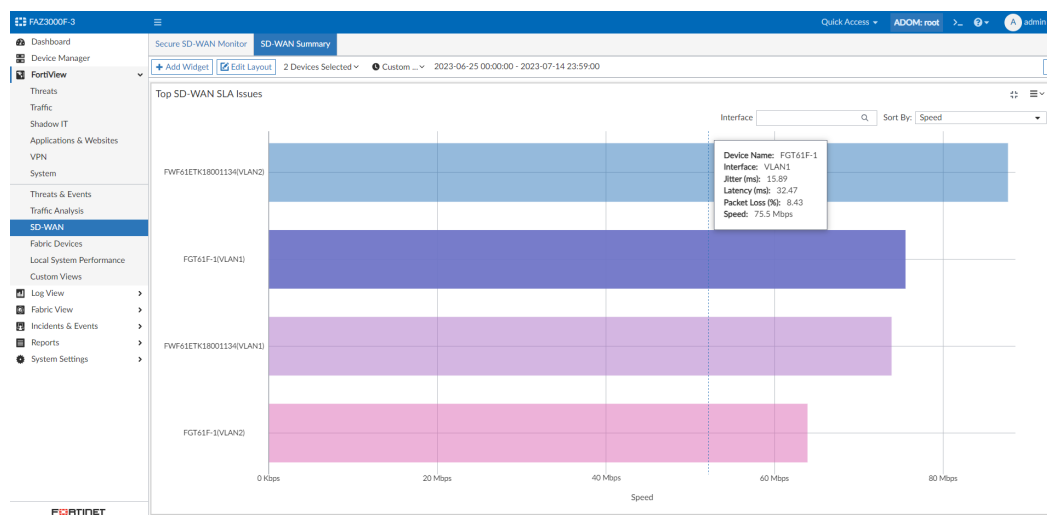 FAZ3000F-3
Quick Access
ADOM: root
>_
?
A
admin
Dashboard
Device Manager
FortiView
Threats
Traffic
Shadow IT
Applications & Websites
VPN
System
Threats & Events
Traffic Analysis
SD-WAN
Fabric Devices
Local System Performance
Custom Views
Log View
Fabric View
Incidents & Events
Reports
System Settings
FORTINET
Secure SD-WAN Monitor
SD-WAN Summary
+ Add Widget
Edit Layout
2 Devices Selected
Custom ...
2023-06-25 00:00:00 - 2023-07-14 23:59:00
Top SD-WAN SLA Issues
Interface
Sort By: Speed
Device Name: FGT61F-1
Interface: VLAN1
Jitter (ms): 15.89
Latency (ms): 32.47
Packet Loss (%): 8.43
Speed: 75.5 Mbps
FWF61ETK18001134(VLAN2)
FGT61F-1(VLAN1)
FWF61ETK18001134(VLAN1)
FGT61F-1(VLAN2)
0 Kbps
20 Mbps
40 Mbps
60 Mbps
80 Mbps
Speed